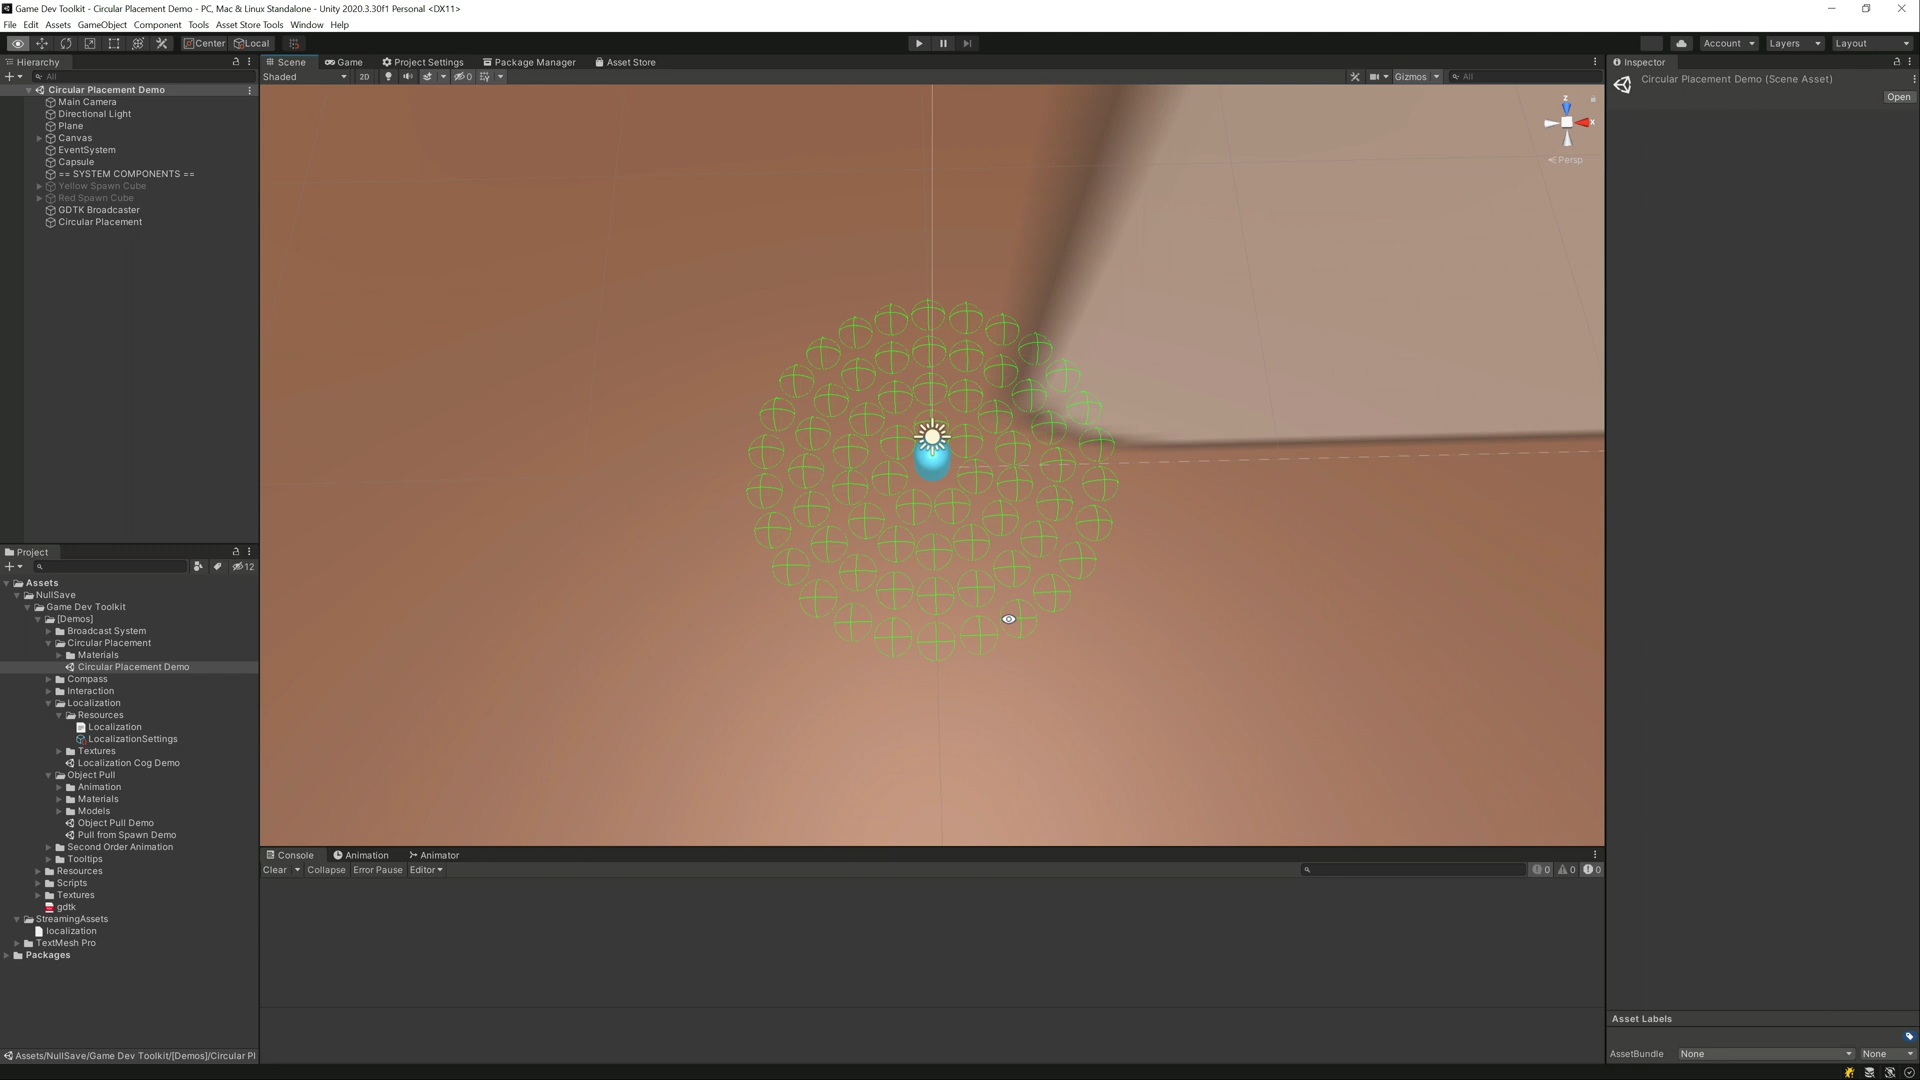 Game Dev Toolkit - Circular Placement Demo - PC, Mac & Linux Standalone - Unity 2020.3.30f1 Personal <DX11>
File Edit Assets GameObject Component Tools Asset Store Tools Window Help
Center Local Account Layers Layout
Hierarchy
All
Circular Placement Demo
Main Camera
Directional Light
Plane
Canvas
EventSystem
Capsule
== SYSTEM COMPONENTS ==
Yellow Spawn Cube
Red Spawn Cube
GDTK Broadcaster
Circular Placement
Scene Game Project Settings Package Manager Asset Store
Shaded 2D 0 Gizmos All
z
x
Persp
Inspector
Circular Placement Demo (Scene Asset)
Open
Project
12
Assets
NullSave
Game Dev Toolkit
[Demos]
Broadcast System
Circular Placement
Materials
Circular Placement Demo
Compass
Interaction
Localization
Resources
Localization
LocalizationSettings
Textures
Localization Cog Demo
Object Pull
Animation
Materials
Models
Object Pull Demo
Pull from Spawn Demo
Second Order Animation
Tooltips
Resources
Scripts
Textures
gdtk
StreamingAssets
localization
TextMesh Pro
Packages
Assets/NullSave/Game Dev Toolkit/[Demos]/Circular Pl
Console Animation Animator
Clear Collapse Error Pause Editor 0 0 0
Asset Labels
AssetBundle None None